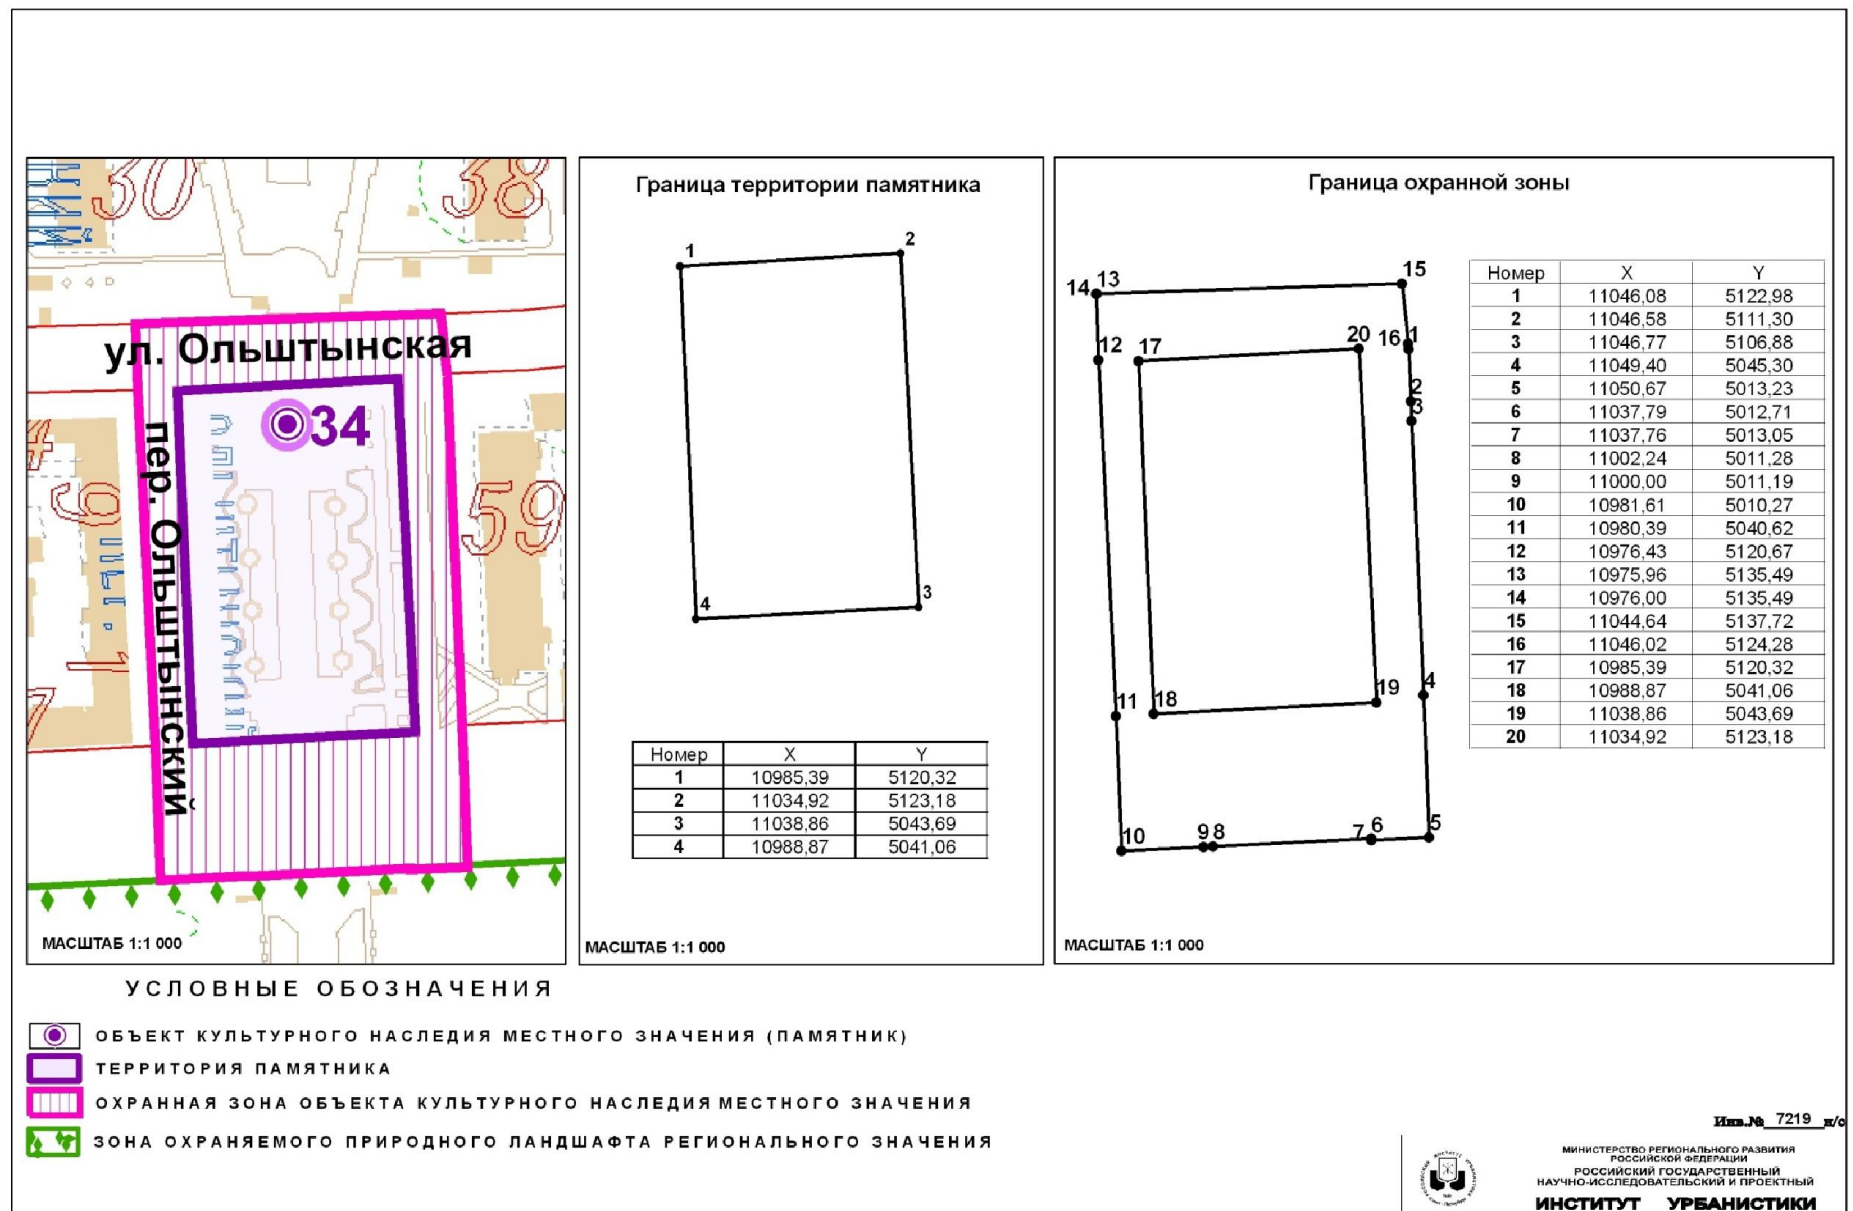 30
38
ул. Ольштынская
34
пер. Ольштынский
59
МАСШТАБ 1:1 000
Граница территории памятника
1
2
3
4
Номер X Y
1 10985,39 5120,32
2 11034,92 5123,18
3 11038,86 5043,69
4 10988,87 5041,06
МАСШТАБ 1:1 000
Граница охранной зоны
14 13
15
12
17
20
16 1
2
3
11
18
19
4
10
9 8
7 6
5
Номер X Y
1 11046,08 5122,98
2 11046,58 5111,30
3 11046,77 5106,88
4 11049,40 5045,30
5 11050,67 5013,23
6 11037,79 5012,71
7 11037,76 5013,05
8 11002,24 5011,28
9 11000,00 5011,19
10 10981,61 5010,27
11 10980,39 5040,62
12 10976,43 5120,67
13 10975,96 5135,49
14 10976,00 5135,49
15 11044,64 5137,72
16 11046,02 5124,28
17 10985,39 5120,32
18 10988,87 5041,06
19 11038,86 5043,69
20 11034,92 5123,18
МАСШТАБ 1:1 000
УСЛОВНЫЕ ОБОЗНАЧЕНИЯ
ОБЪЕКТ КУЛЬТУРНОГО НАСЛЕДИЯ МЕСТНОГО ЗНАЧЕНИЯ (ПАМЯТНИК)
ТЕРРИТОРИЯ ПАМЯТНИКА
ОХРАННАЯ ЗОНА ОБЪЕКТА КУЛЬТУРНОГО НАСЛЕДИЯ МЕСТНОГО ЗНАЧЕНИЯ
ЗОНА ОХРАНЯЕМОГО ПРИРОДНОГО ЛАНДШАФТА РЕГИОНАЛЬНОГО ЗНАЧЕНИЯ
Инв.№ 7219 н/с
МИНИСТЕРСТВО РЕГИОНАЛЬНОГО РАЗВИТИЯ
РОССИЙСКОЙ ФЕДЕРАЦИИ
РОССИЙСКИЙ ГОСУДАРСТВЕННЫЙ
НАУЧНО-ИССЛЕДОВАТЕЛЬСКИЙ И ПРОЕКТНЫЙ
ИНСТИТУТ УРБАНИСТИКИ